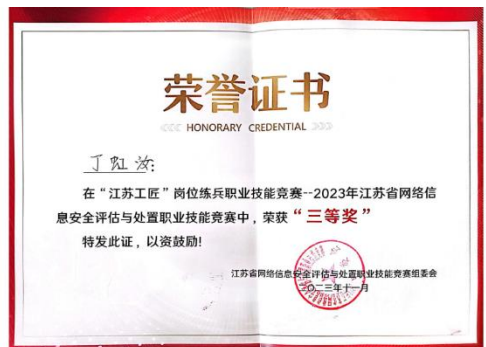 荣誉证书
HONORARY CREDENTIAL
丁虹汝:
在“江苏工匠”岗位练兵职业技能竞赛--2023年江苏省网络信
息安全评估与处置职业技能竞赛中，荣获“三等奖”
特发此证，以资鼓励!
江苏省网络信息安全评估与处置职业技能竞赛组委会
二〇二三年十一月